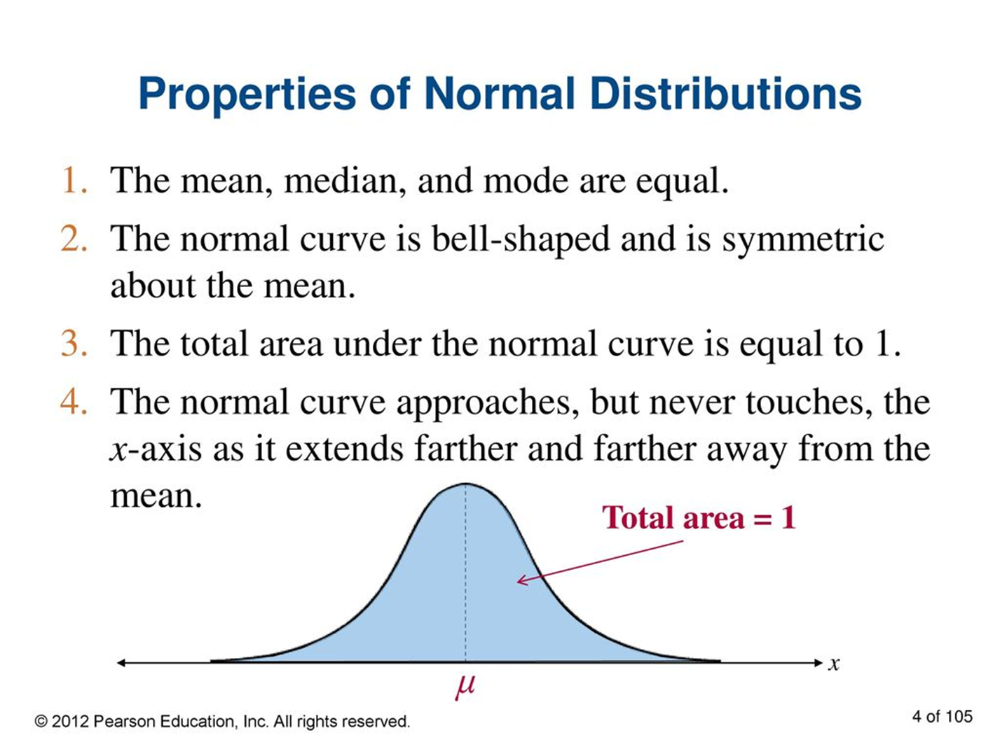 Properties of Normal Distributions
1. The mean, median, and mode are equal.
2. The normal curve is bell-shaped and is symmetric
about the mean.
3. The total area under the normal curve is equal to 1.
4. The normal curve approaches, but never touches, the
x-axis as it extends farther and farther away from the
mean.
Total area = 1
x
μ
© 2012 Pearson Education, Inc. All rights reserved.
4 of 105